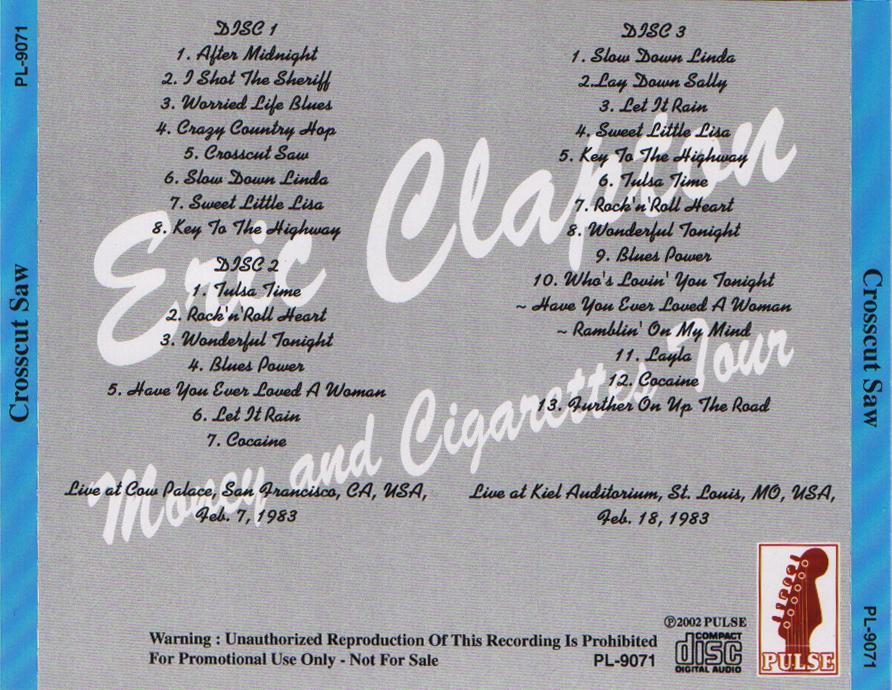 PL-9071
Crosscut Saw
DISC 1
1. After Midnight
2. I Shot The Sheriff
3. Worried Life Blues
4. Crazy Country Hop
5. Crosscut Saw
6. Slow Down Linda
7. Sweet Little Lisa
8. Key To The Highway
DISC 2
1. Tulsa Time
2. Rock'n'Roll Heart
3. Wonderful Tonight
4. Blues Power
5. Have You Ever Loved A Woman
6. Let It Rain
7. Cocaine
Live at Cow Palace, San Francisco, CA, USA,
Feb. 7, 1983
DISC 3
1. Slow Down Linda
2.Lay Down Sally
3. Let It Rain
4. Sweet Little Lisa
5. Key To The Highway
6. Tulsa Time
7. Rock'n'Roll Heart
8. Wonderful Tonight
9. Blues Power
10. Who's Lovin' You Tonight
~ Have You Ever Loved A Woman
~ Ramblin' On My Mind
11. Layla
12. Cocaine
13. Further On Up The Road
Live at Kiel Auditorium, St. Louis, MO, USA,
Feb. 18, 1983
Eric Clapton
Money and Cigarettes Tour
Warning : Unauthorized Reproduction Of This Recording Is Prohibited
For Promotional Use Only - Not For Sale
PL-9071
℗2002 PULSE
COMPACT
disc
DIGITAL AUDIO
PULSE
Crosscut Saw
PL-9071